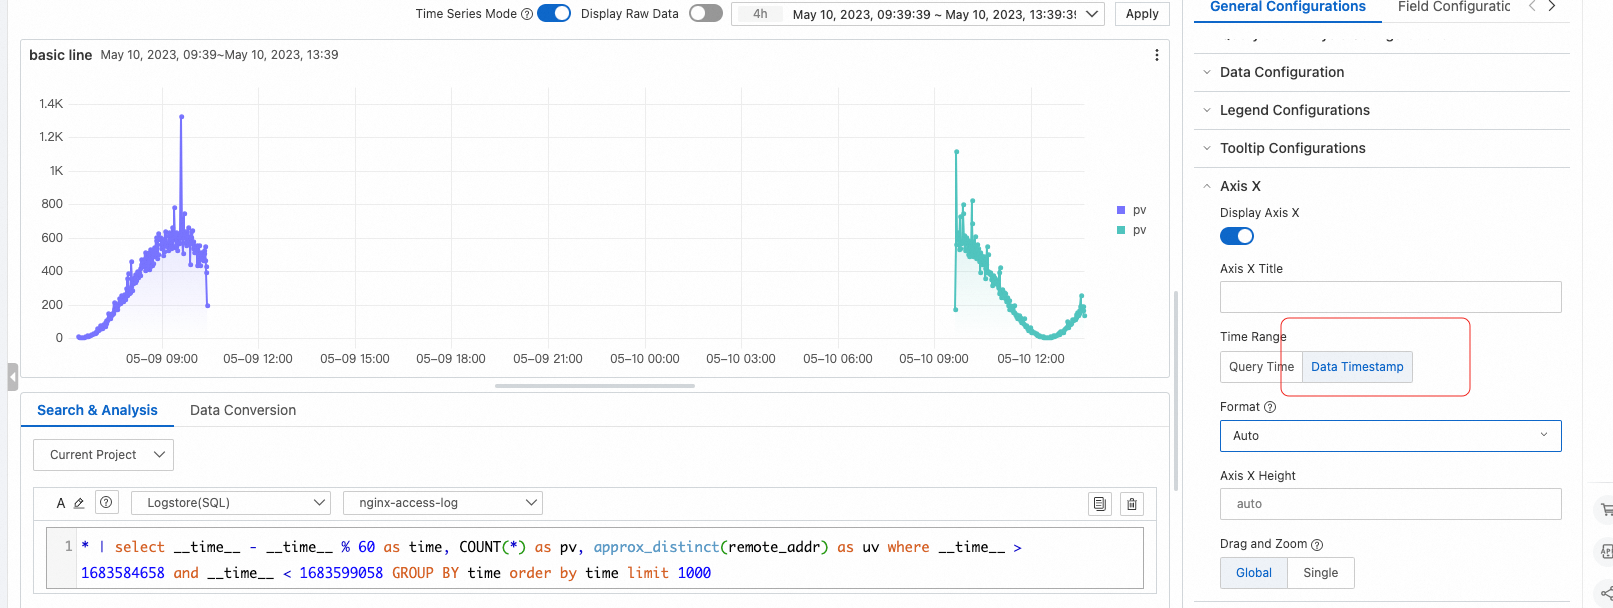 Time Series Mode
Display Raw Data
4h May 10, 2023, 09:39:39 ~ May 10, 2023, 13:39:
Apply
General Configurations
Field Configuratic
basic line May 10, 2023, 09:39~May 10, 2023, 13:39
1.4K
1.2K
1K
800
600
400
200
0
05-09 09:00
05-09 12:00
05-09 15:00
05-09 18:00
05-09 21:00
05-10 00:00
05-10 03:00
05-10 06:00
05-10 09:00
05-10 12:00
pv
pv
Data Configuration
Legend Configurations
Tooltip Configurations
Axis X
Display Axis X
Axis X Title
Time Range
Query Time
Data Timestamp
Format
Auto
Axis X Height
auto
Drag and Zoom
Global
Single
Search & Analysis
Data Conversion
Current Project
A
Logstore(SQL)
nginx-access-log
1 * | select __time__ - __time__ % 60 as time, COUNT(*) as pv, approx_distinct(remote_addr) as uv where __time__ >
1683584658 and __time__ < 1683599058 GROUP BY time order by time limit 1000